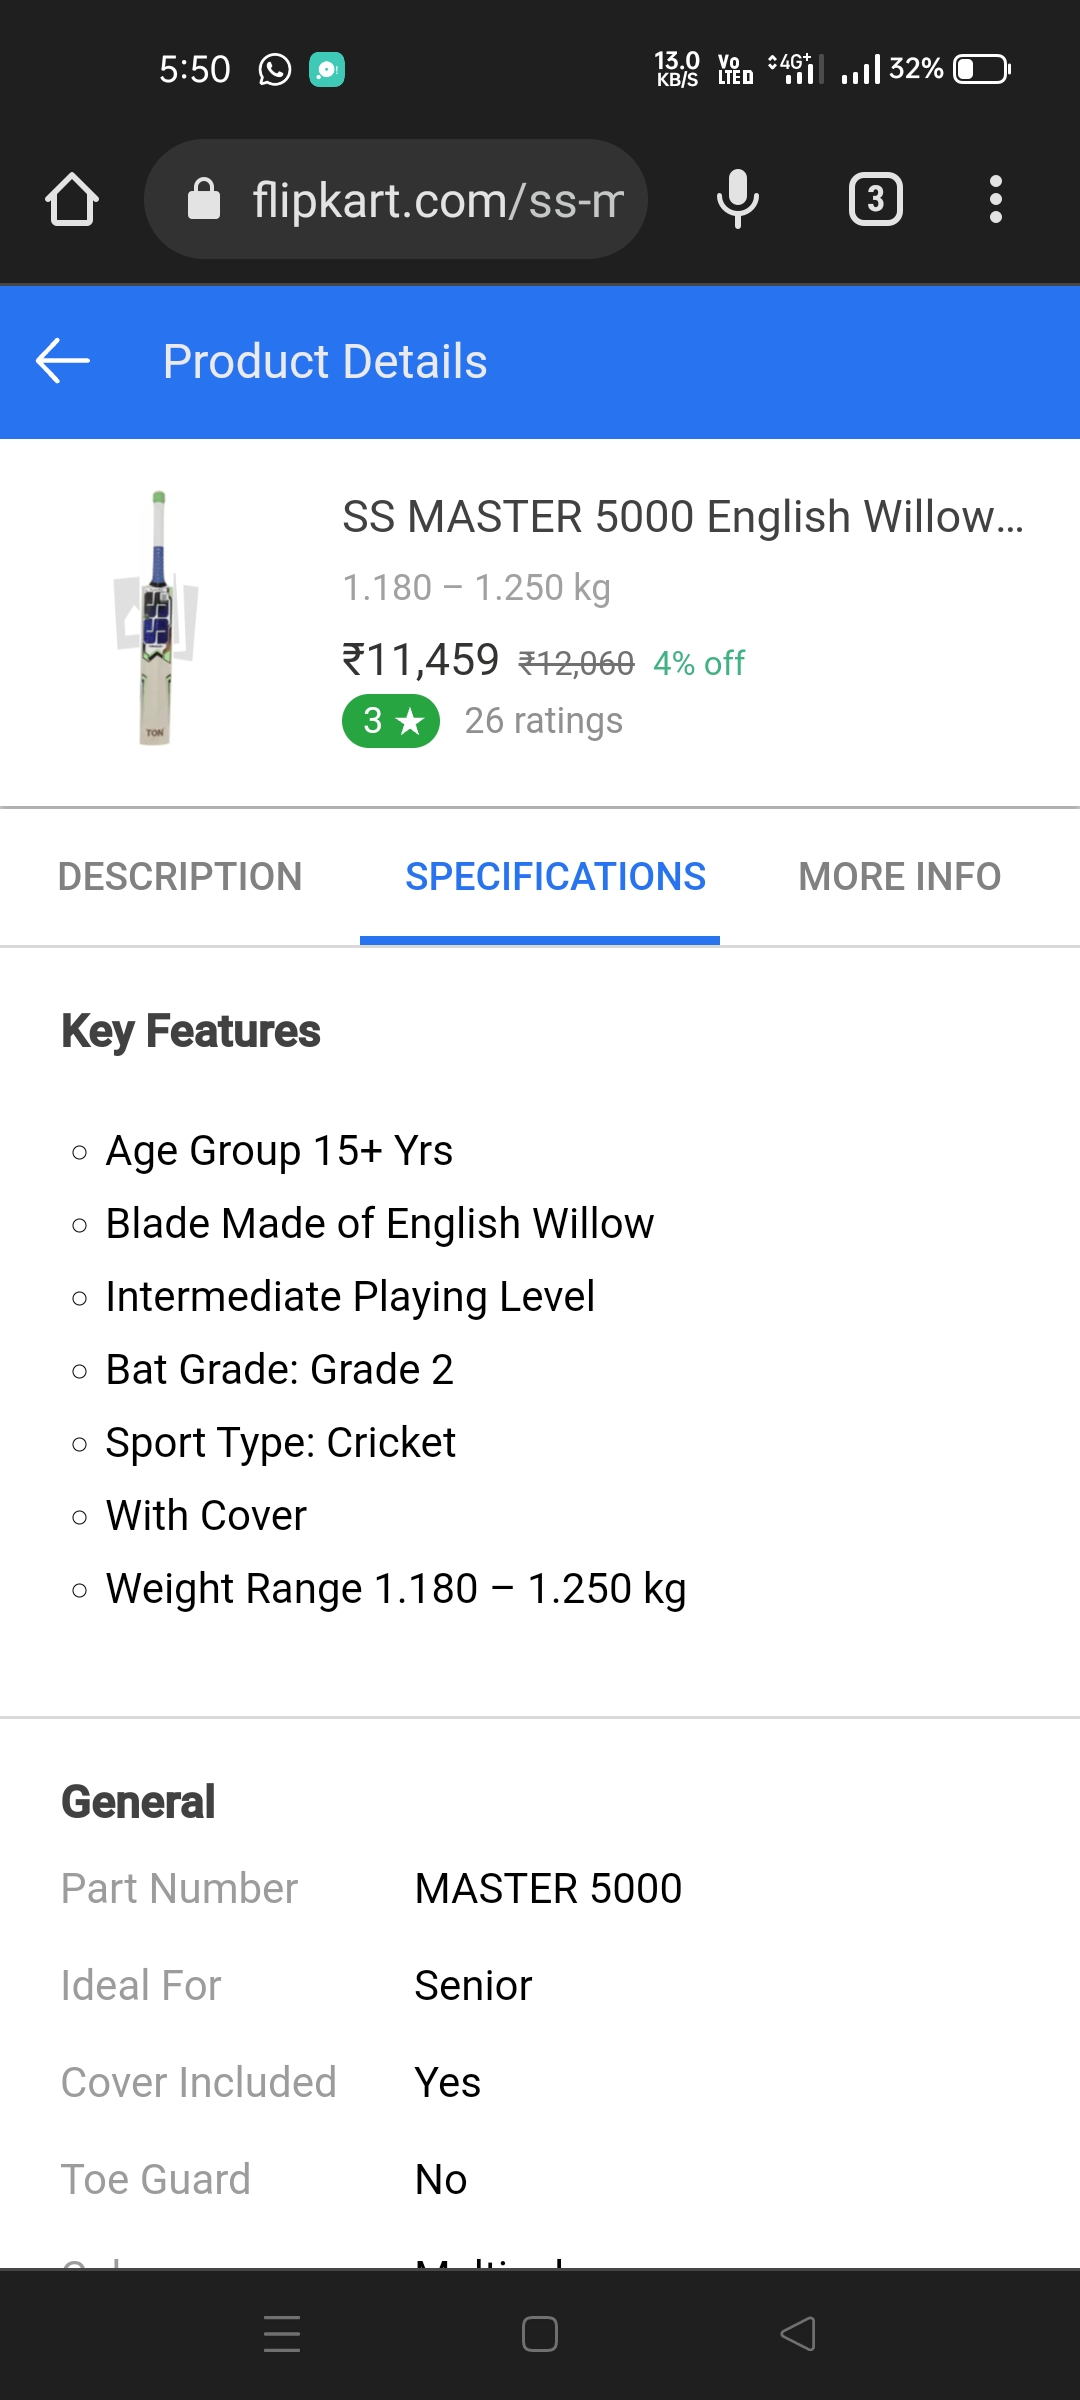 5:50 13.0 KB/S Vo LTE 4G+ 32%
flipkart.com/ss-m 3
Product Details
SS MASTER 5000 English Willow...
1.180 – 1.250 kg
₹11,459 ₹12,060 4% off
3 ★ 26 ratings
TON
DESCRIPTION SPECIFICATIONS MORE INFO
Key Features
Age Group 15+ Yrs
Blade Made of English Willow
Intermediate Playing Level
Bat Grade: Grade 2
Sport Type: Cricket
With Cover
Weight Range 1.180 – 1.250 kg
General
Part Number MASTER 5000
Ideal For Senior
Cover Included Yes
Toe Guard No